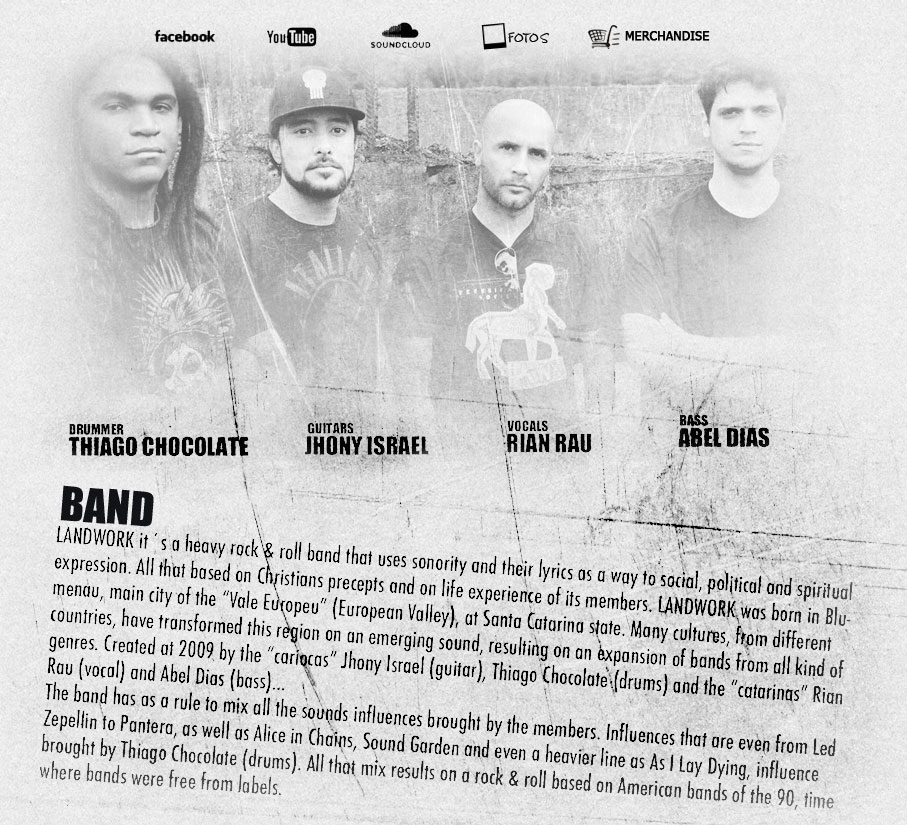 facebook
YouTube
SOUNDCLOUD
FOTOS
MERCHANDISE
DRUMMER
THIAGO CHOCOLATE
GUITARS
JHONY ISRAEL
VOCALS
RIAN RAU
BASS
ABEL DIAS
BAND
LANDWORK it ´s a heavy rock & roll band that uses sonority and their lyrics as a way to social, political and spiritual
expression. All that based on Christians precepts and on life experience of its members. LANDWORK was born in Blu-
menau, main city of the “Vale Europeu” (European Valley), at Santa Catarina state. Many cultures, from different
countries, have transformed this region on an emerging sound, resulting on an expansion of bands from all kind of
genres. Created at 2009 by the “cariocas” Jhony Israel (guitar), Thiago Chocolate (drums) and the “catarinas” Rian
Rau (vocal) and Abel Dias (bass)...
The band has as a rule to mix all the sounds influences brought by the members. Influences that are even from Led
Zepellin to Pantera, as well as Alice in Chains, Sound Garden and even a heavier line as As I Lay Dying, influence
brought by Thiago Chocolate (drums). All that mix results on a rock & roll based on American bands of the 90, time
where bands were free from labels.